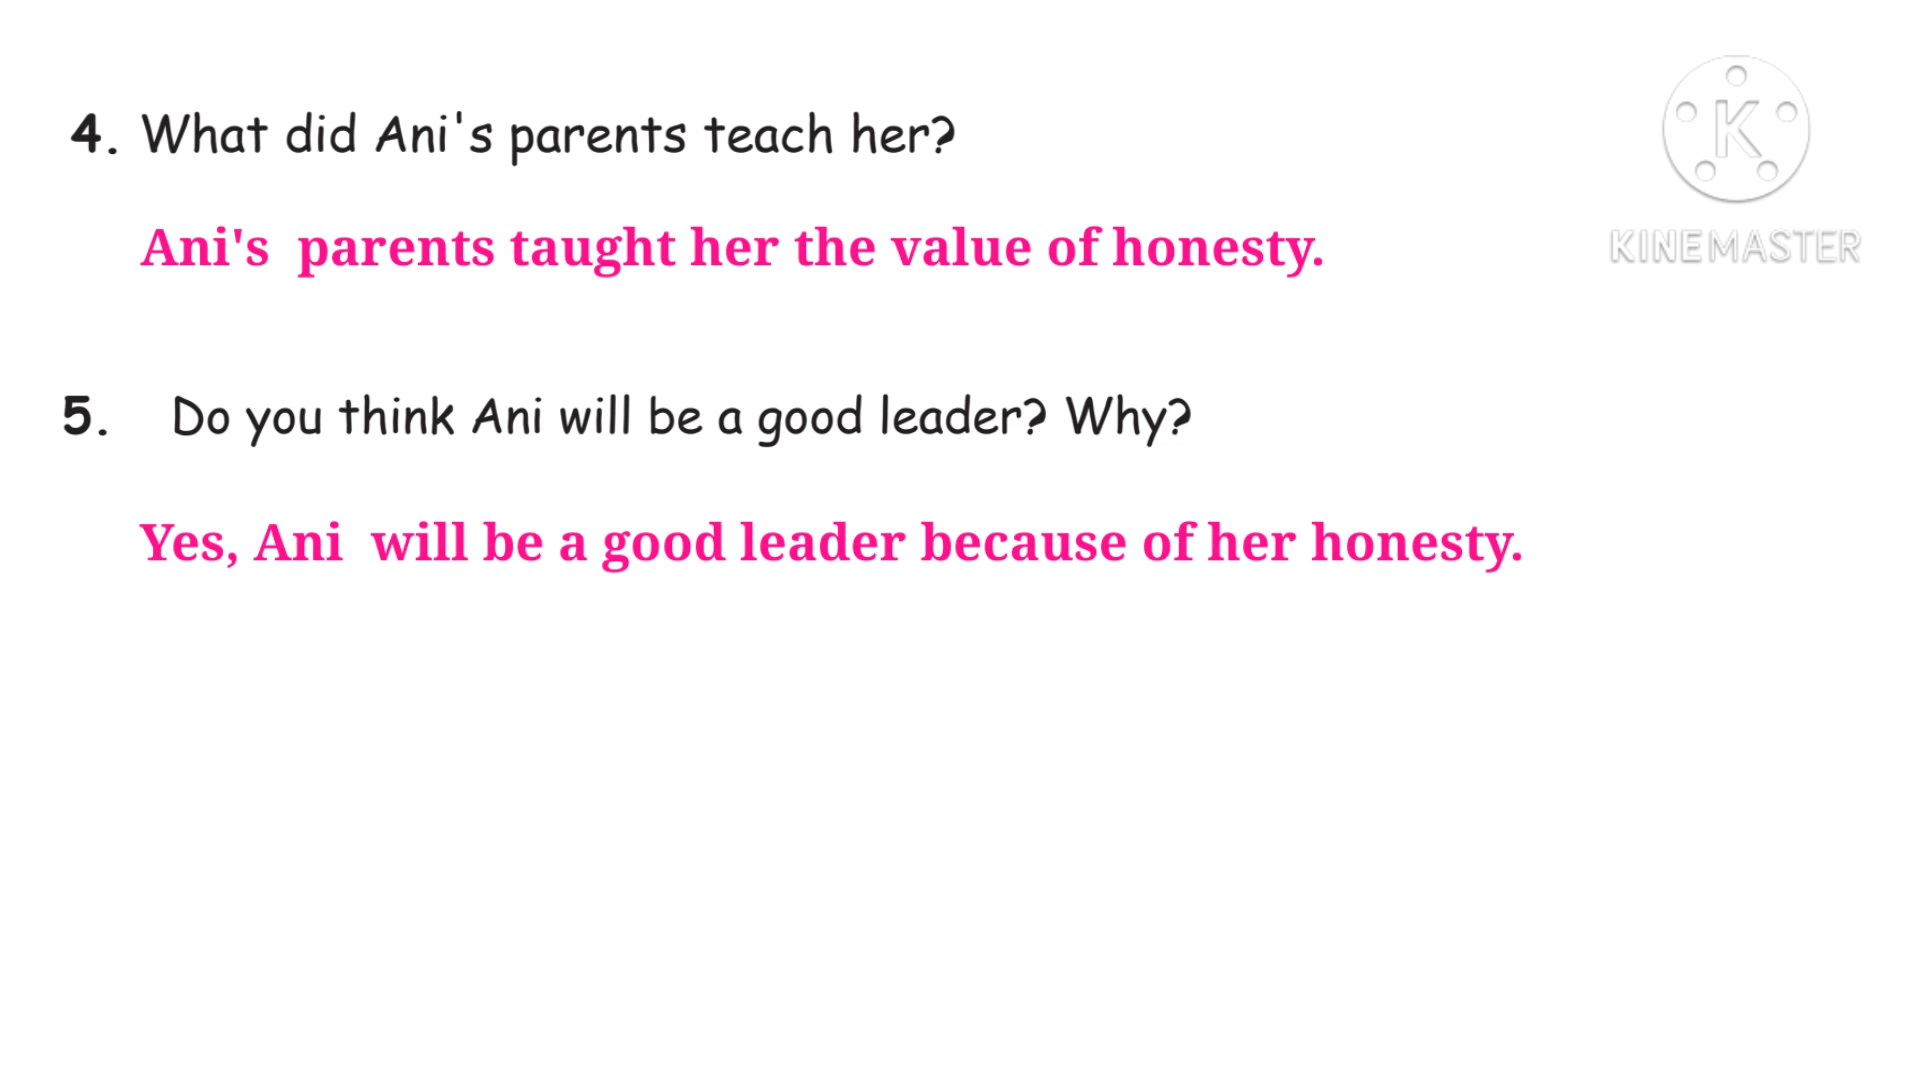 4. What did Ani's parents teach her?
Ani's parents taught her the value of honesty.
5. Do you think Ani will be a good leader? Why?
Yes, Ani will be a good leader because of her honesty.
K
KINEMASTER